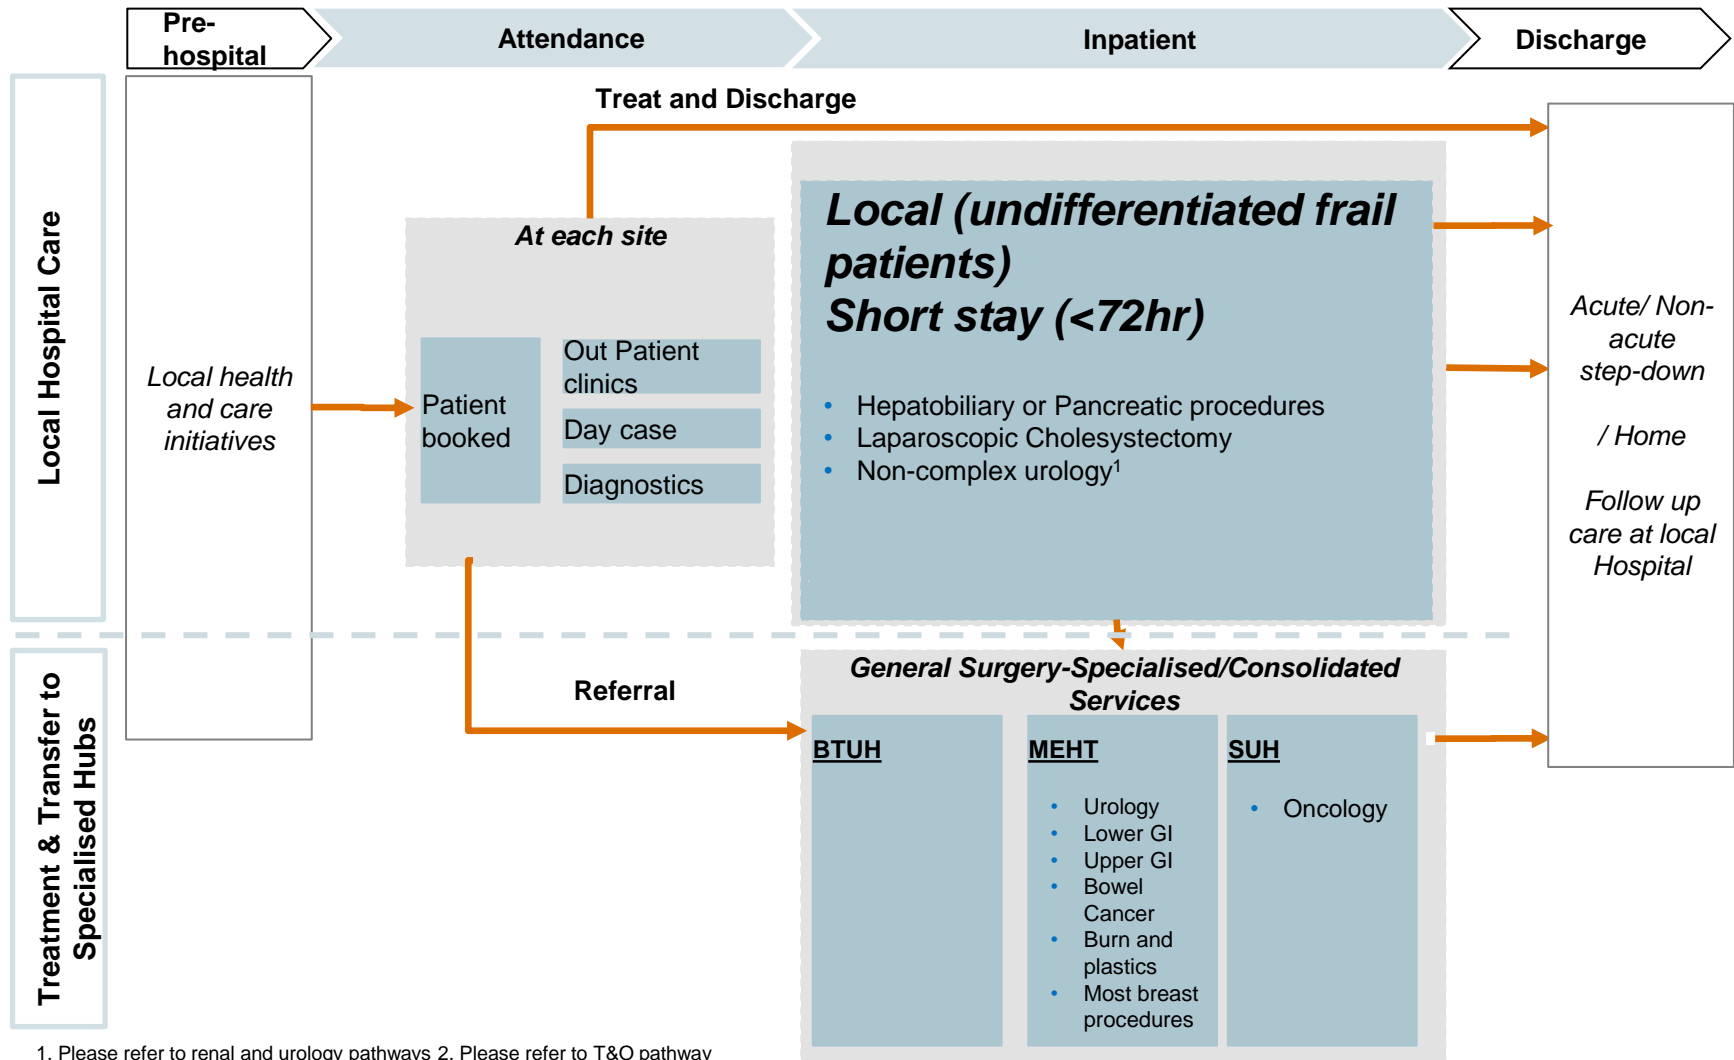 Pre-
hospital
Attendance
Inpatient
Discharge
Local Hospital Care
Treat and Discharge
At each site
Local health
and care
initiatives
Patient
booked
Out Patient
clinics
Day case
Diagnostics
Local (undifferentiated frail
patients)
Short stay (<72hr)
• Hepatobiliary or Pancreatic procedures
• Laparoscopic Cholesystectomy
• Non-complex urology¹
Acute/ Non-
acute
step-down
/ Home
Follow up
care at local
Hospital
Treatment & Transfer to
Specialised Hubs
Referral
General Surgery-Specialised/Consolidated
Services
BTUH
MEHT
• Urology
• Lower GI
• Upper GI
• Bowel
Cancer
• Burn and
plastics
• Most breast
procedures
SUH
• Oncology
1. Please refer to renal and urology pathways 2. Please refer to T&O pathway